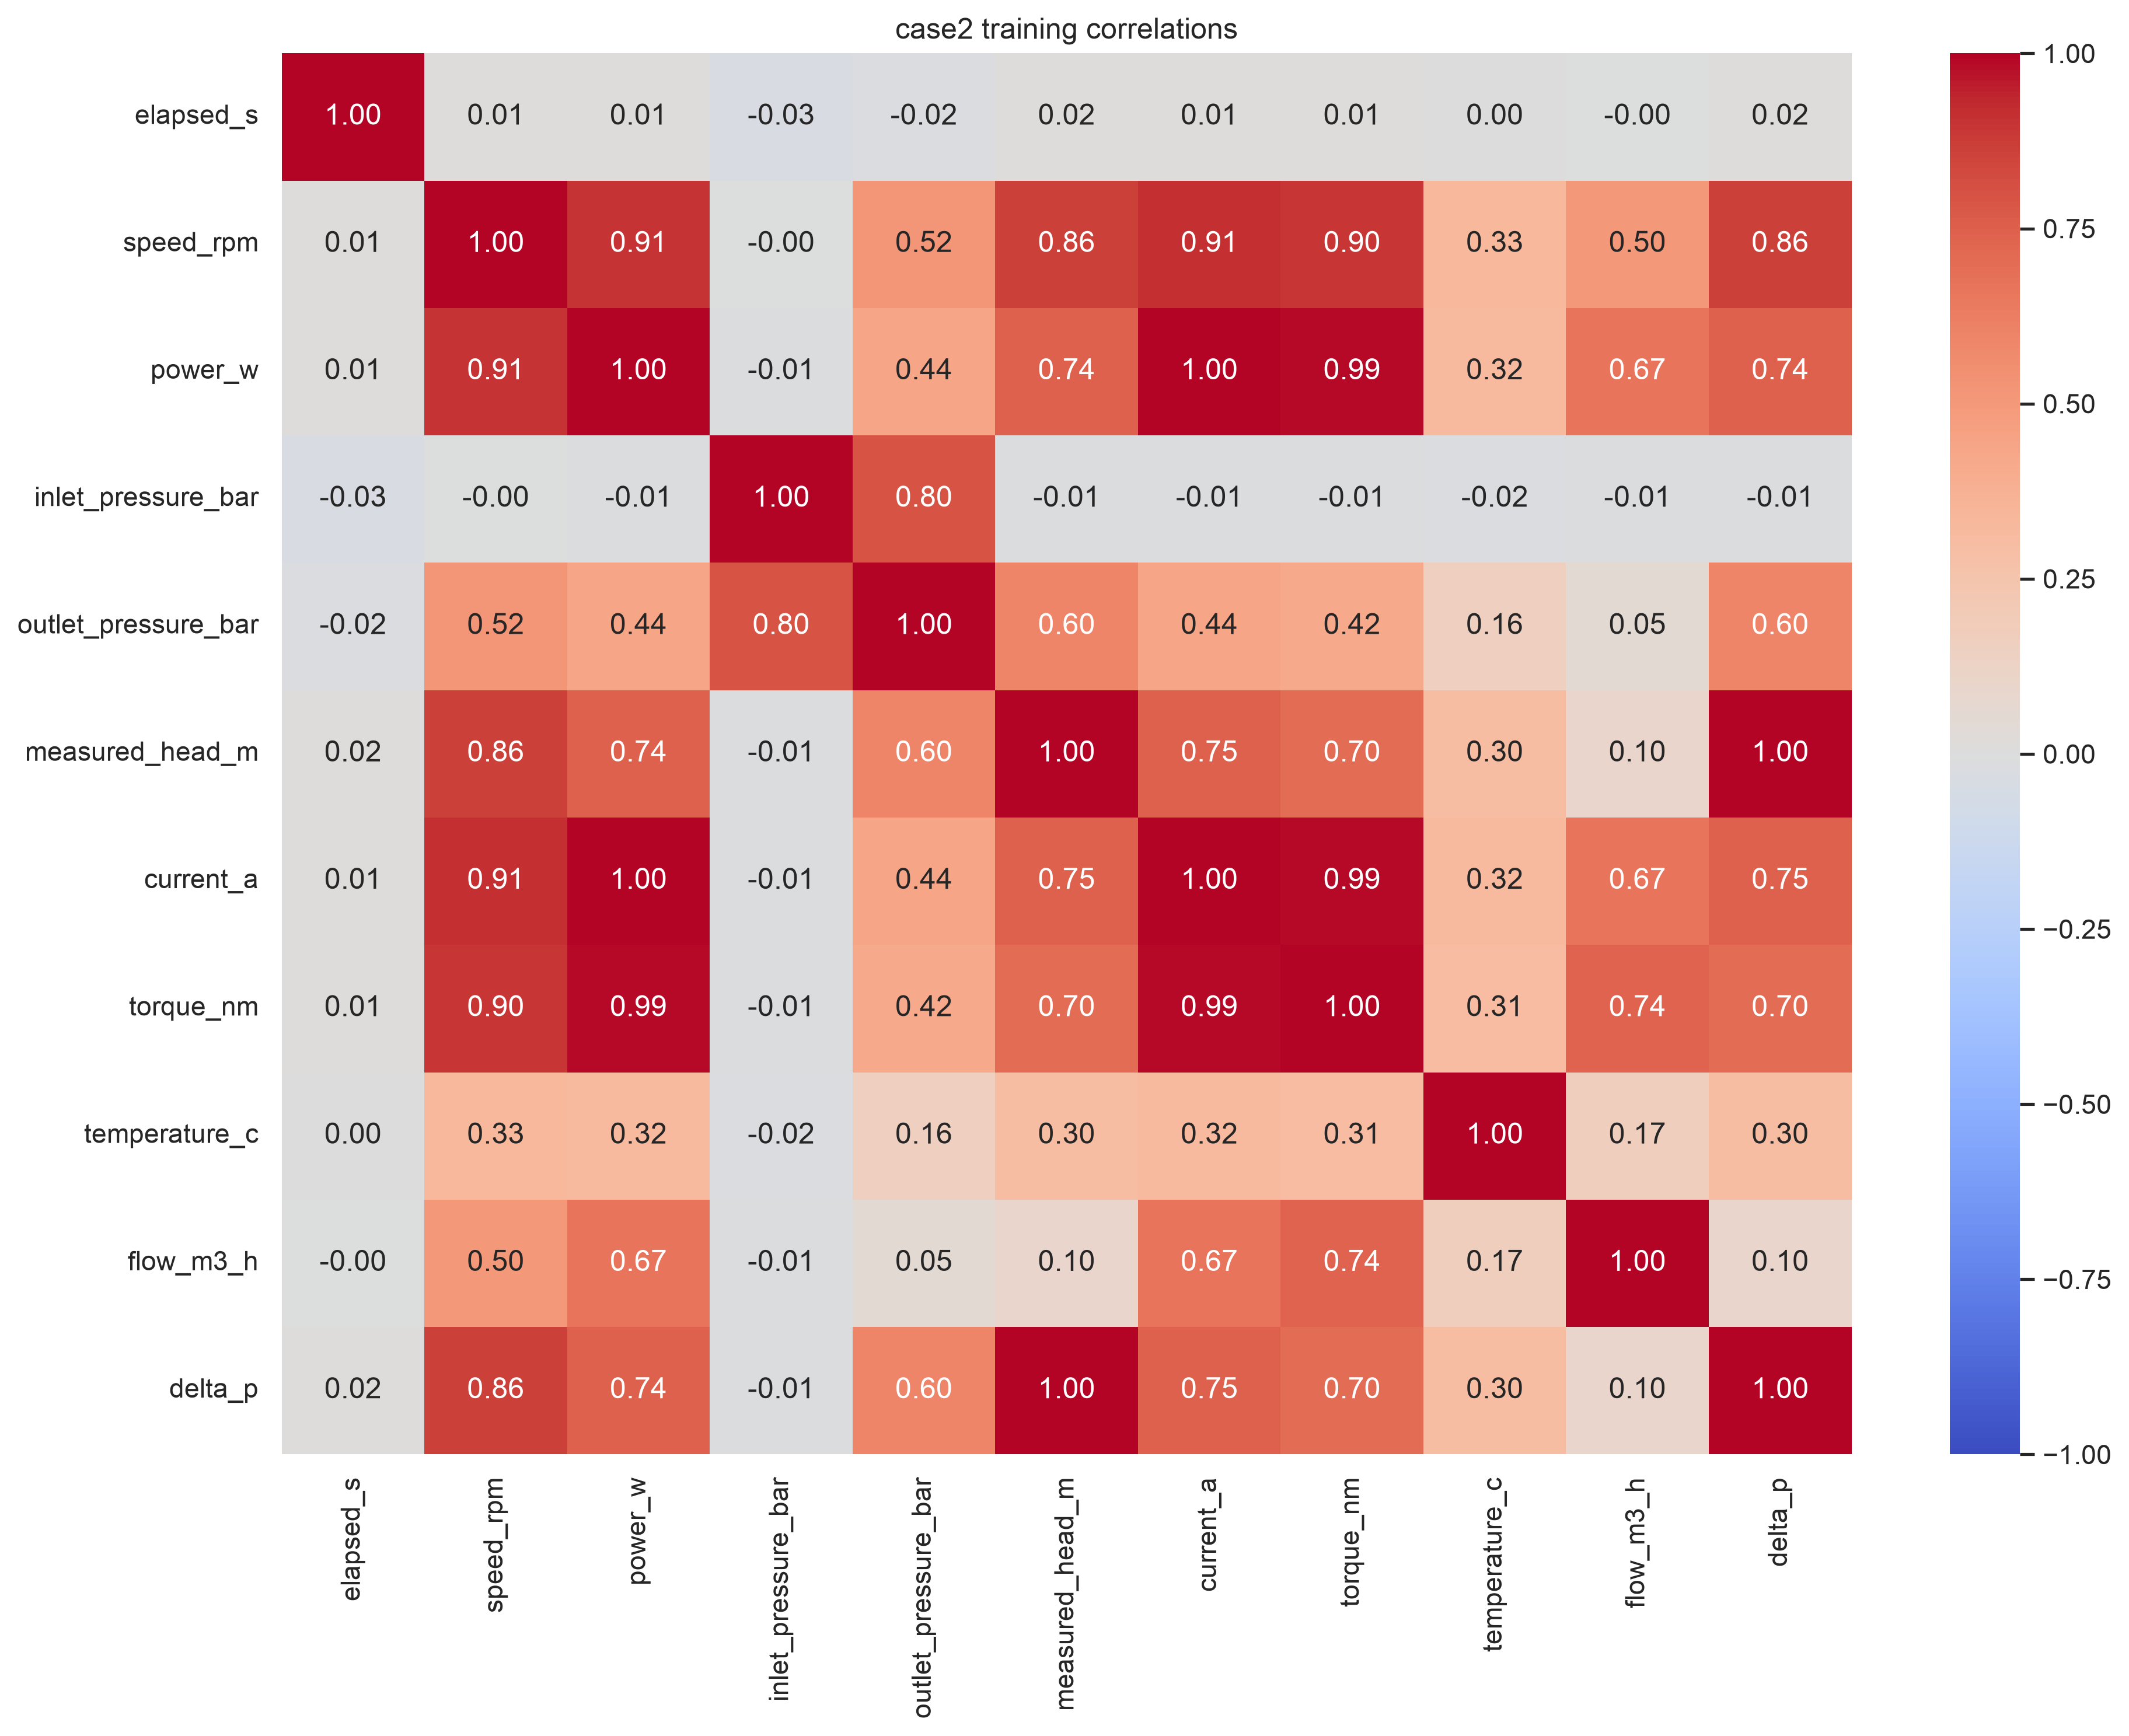 case2 training correlations
elapsed_s 1.00 0.01 0.01 -0.03 -0.02 0.02 0.01 0.01 0.00 -0.00 0.02
speed_rpm 0.01 1.00 0.91 -0.00 0.52 0.86 0.91 0.90 0.33 0.50 0.86
power_w 0.01 0.91 1.00 -0.01 0.44 0.74 1.00 0.99 0.32 0.67 0.74
inlet_pressure_bar -0.03 -0.00 -0.01 1.00 0.80 -0.01 -0.01 -0.01 -0.02 -0.01 -0.01
outlet_pressure_bar -0.02 0.52 0.44 0.80 1.00 0.60 0.44 0.42 0.16 0.05 0.60
measured_head_m 0.02 0.86 0.74 -0.01 0.60 1.00 0.75 0.70 0.30 0.10 1.00
current_a 0.01 0.91 1.00 -0.01 0.44 0.75 1.00 0.99 0.32 0.67 0.75
torque_nm 0.01 0.90 0.99 -0.01 0.42 0.70 0.99 1.00 0.31 0.74 0.70
temperature_c 0.00 0.33 0.32 -0.02 0.16 0.30 0.32 0.31 1.00 0.17 0.30
flow_m3_h -0.00 0.50 0.67 -0.01 0.05 0.10 0.67 0.74 0.17 1.00 0.10
delta_p 0.02 0.86 0.74 -0.01 0.60 1.00 0.75 0.70 0.30 0.10 1.00
elapsed_s
speed_rpm
power_w
inlet_pressure_bar
outlet_pressure_bar
measured_head_m
current_a
torque_nm
temperature_c
flow_m3_h
delta_p
1.00
0.75
0.50
0.25
0.00
−0.25
−0.50
−0.75
−1.00